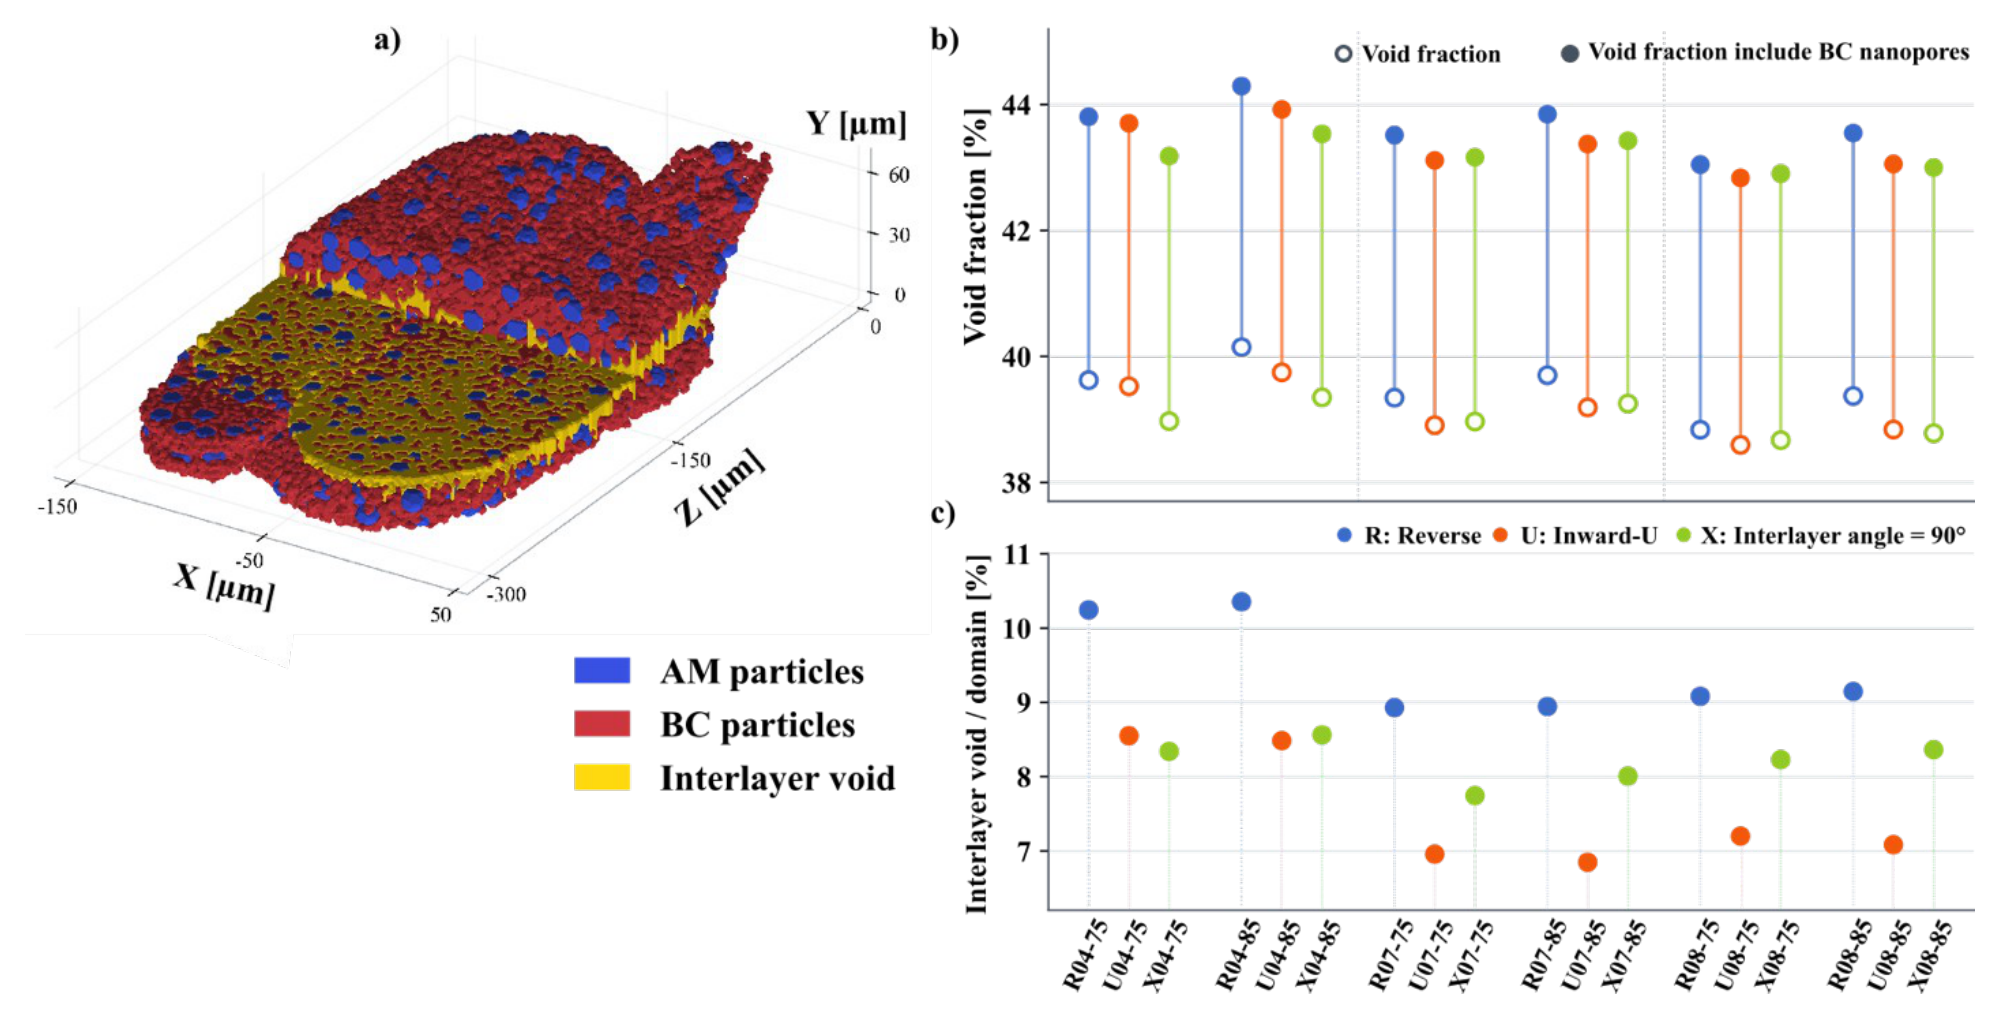 a)
Y [μm]
60
30
0
0
-150
-300
Z [μm]
-150
-50
50
X [μm]
AM particles
BC particles
Interlayer void
b)
Void fraction
Void fraction include BC nanopores
Void fraction [%]
44
42
40
38
c)
R: Reverse
U: Inward-U
X: Interlayer angle = 90°
Interlayer void / domain [%]
11
10
9
8
7
R04-75
U04-75
X04-75
R04-85
U04-85
X04-85
R07-75
U07-75
X07-75
R07-85
U07-85
X07-85
R08-75
U08-75
X08-75
R08-85
U08-85
X08-85